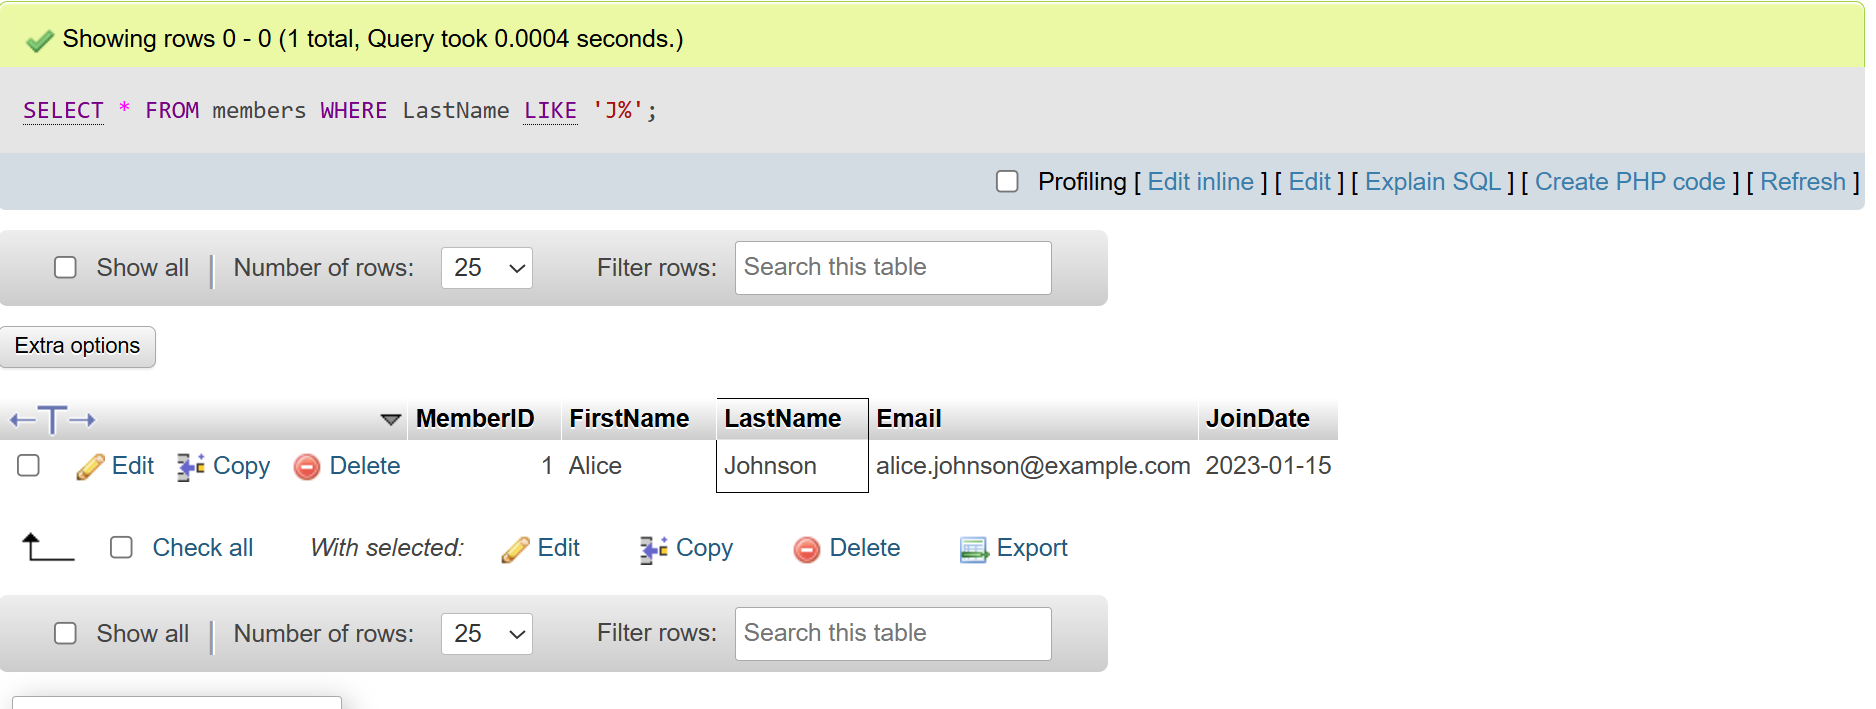 Showing rows 0 - 0 (1 total, Query took 0.0004 seconds.)
SELECT * FROM members WHERE LastName LIKE 'J%';
Profiling [ Edit inline ] [ Edit ] [ Explain SQL ] [ Create PHP code ] [ Refresh ]
Show all Number of rows: 25 Filter rows: Search this table
Extra options
MemberID FirstName LastName Email JoinDate
Edit Copy Delete 1 Alice Johnson alice.johnson@example.com 2023-01-15
Check all With selected: Edit Copy Delete Export
Show all Number of rows: 25 Filter rows: Search this table